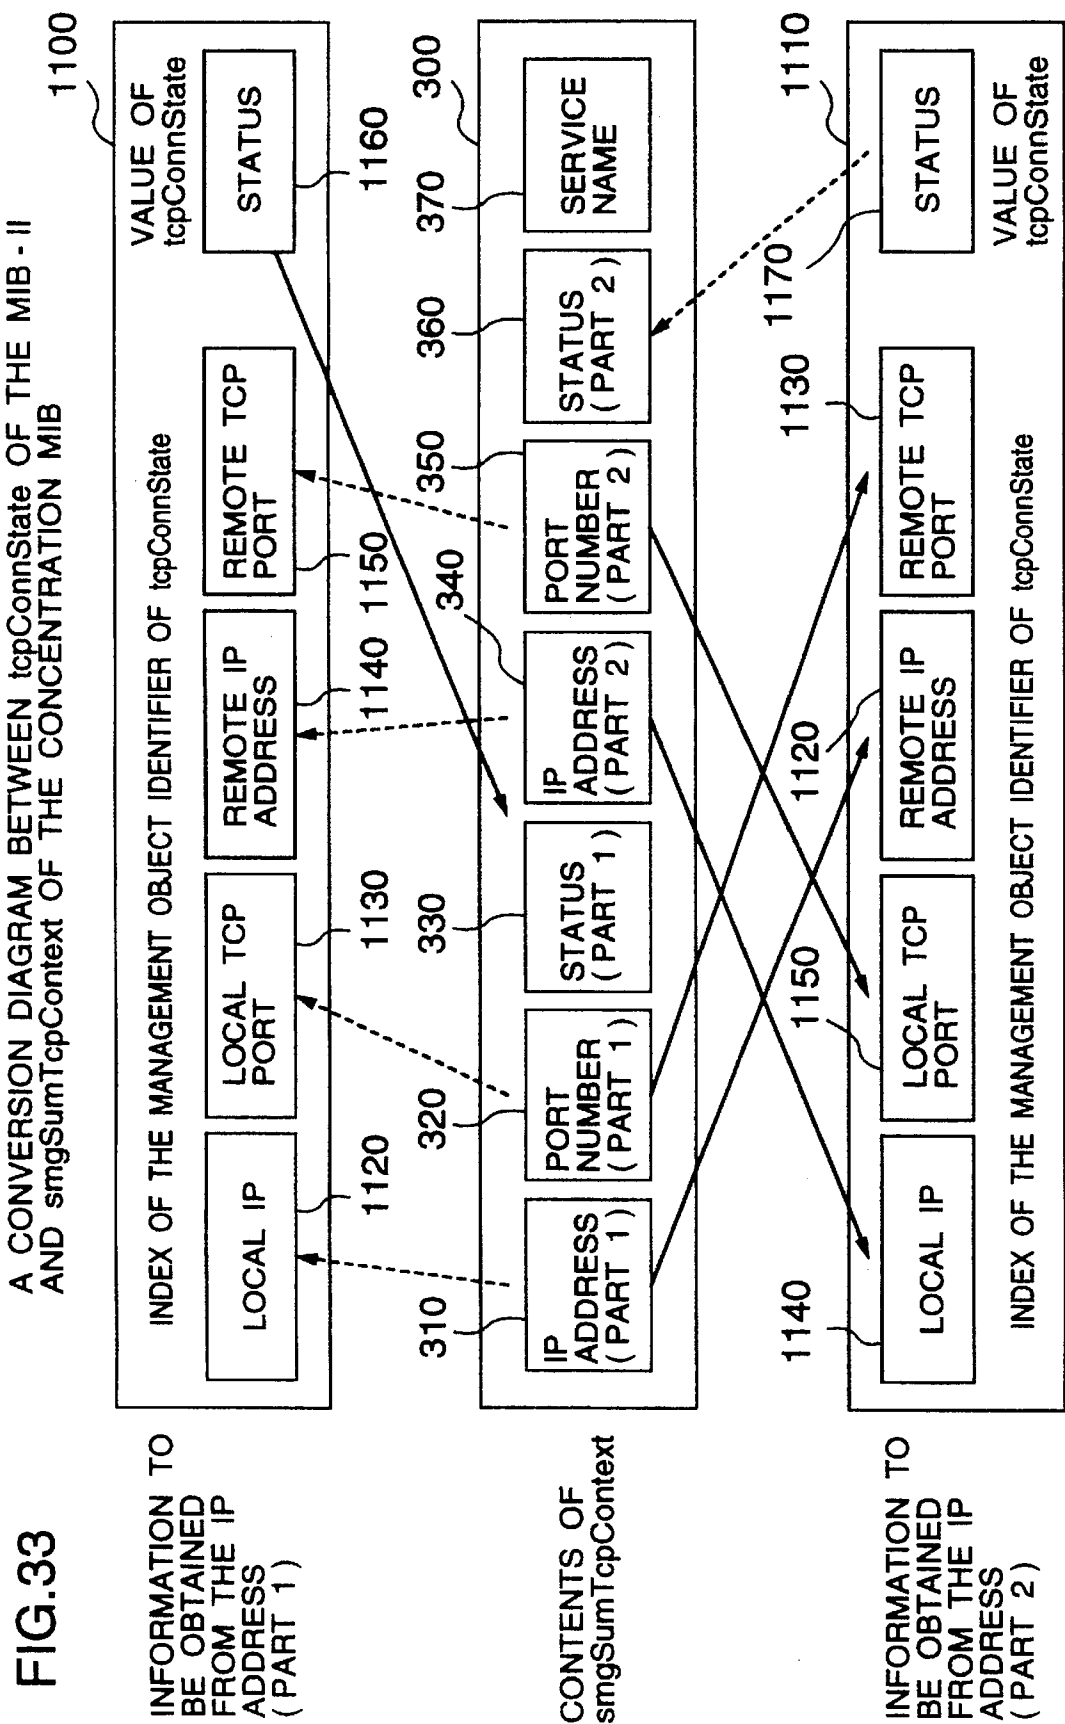 FIG.33
A CONVERSION DIAGRAM BETWEEN tcpConnState OF THE MIB - II
AND smgSumTcpContext OF THE CONCENTRATION MIB
INFORMATION TO
BE OBTAINED
FROM THE IP
ADDRESS
( PART 1 )
1100
INDEX OF THE MANAGEMENT OBJECT IDENTIFIER OF tcpConnState
VALUE OF
tcpConnState
LOCAL IP
LOCAL TCP
PORT
REMOTE IP
ADDRESS
REMOTE TCP
PORT
STATUS
1120
1130
1140
1150
1160
CONTENTS OF
smgSumTcpContext
310
320
330
340
350
360
370
300
IP
ADDRESS
( PART 1 )
PORT
NUMBER
( PART 1 )
STATUS
( PART 1 )
IP
ADDRESS
( PART 2 )
PORT
NUMBER
( PART 2 )
STATUS
( PART 2 )
SERVICE
NAME
INFORMATION TO
BE OBTAINED
FROM THE IP
ADDRESS
( PART 2 )
1140
1150
1120
1130
1170
1110
LOCAL IP
LOCAL TCP
PORT
REMOTE IP
ADDRESS
REMOTE TCP
PORT
STATUS
INDEX OF THE MANAGEMENT OBJECT IDENTIFIER OF tcpConnState
VALUE OF
tcpConnState